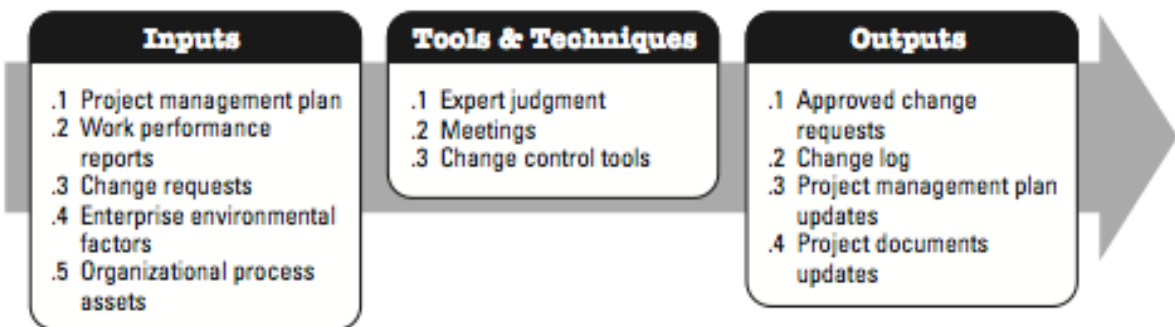 Inputs
.1 Project management plan
.2 Work performance
reports
.3 Change requests
.4 Enterprise environmental
factors
.5 Organizational process
assets
Tools & Techniques
.1 Expert judgment
.2 Meetings
.3 Change control tools
Outputs
.1 Approved change
requests
.2 Change log
.3 Project management plan
updates
.4 Project documents
updates